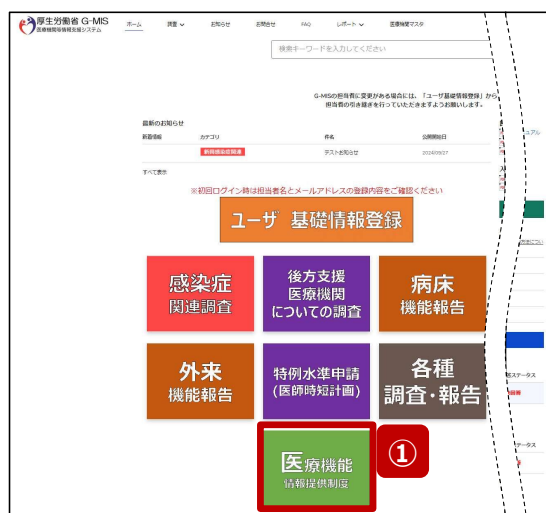 厚生労働省 G-MIS
医療機関等情報支援システム
ホーム 調査 お知らせ お問合せ FAQ レポート 医療機関マスタ
検索キーワードを入力してください
G-MISの担当者に変更がある場合には、「ユーザ基礎情報登録」から
担当者の引き継ぎを行っていただきますようお願いします。
最新のお知らせ
新着情報 カテゴリ 件名 公開開始日
新興感染症関連 テストお知らせ 2024/09/27
すべて表示
※初回ログイン時は担当者名とメールアドレスの登録内容をご確認ください
ユーザ 基礎情報登録
感染症
関連調査
後方支援
医療機関
についての調査
病床
機能報告
外来
機能報告
特例水準申請
(医師時短計画)
各種
調査・報告
医療機能
情報提供制度
①
ュアル
ステータス
ステータス